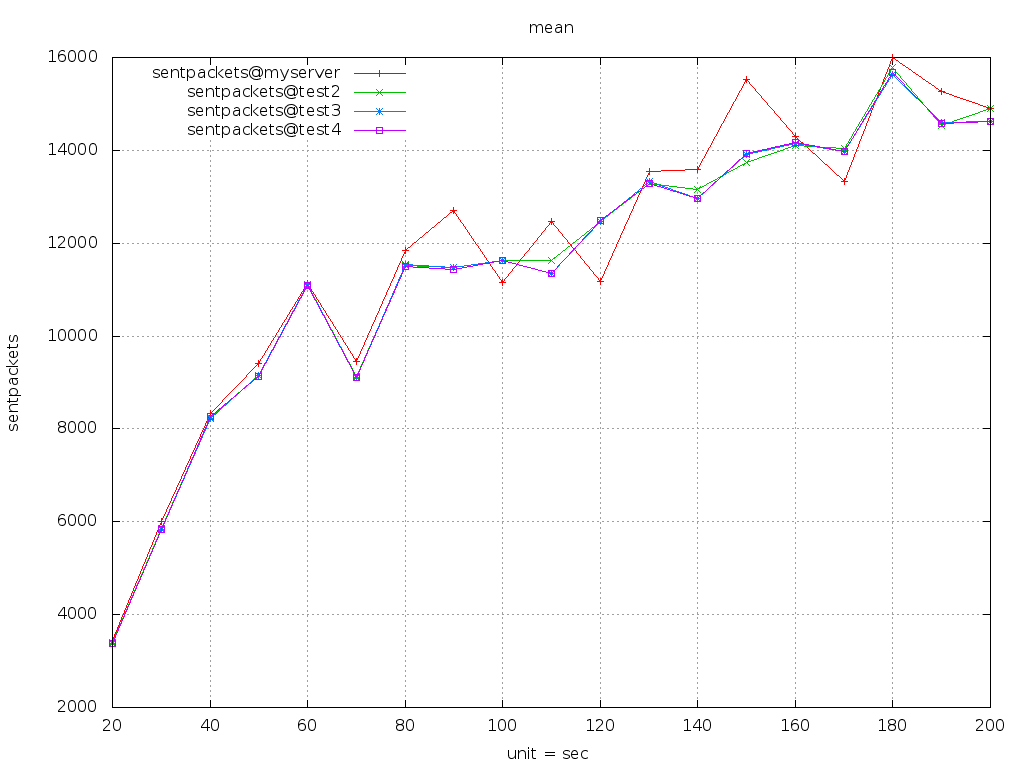 mean
16000
14000
12000
10000
8000
6000
4000
2000
sentpackets
sentpackets@myserver
sentpackets@test2
sentpackets@test3
sentpackets@test4
20 40 60 80 100 120 140 160 180 200
unit = sec